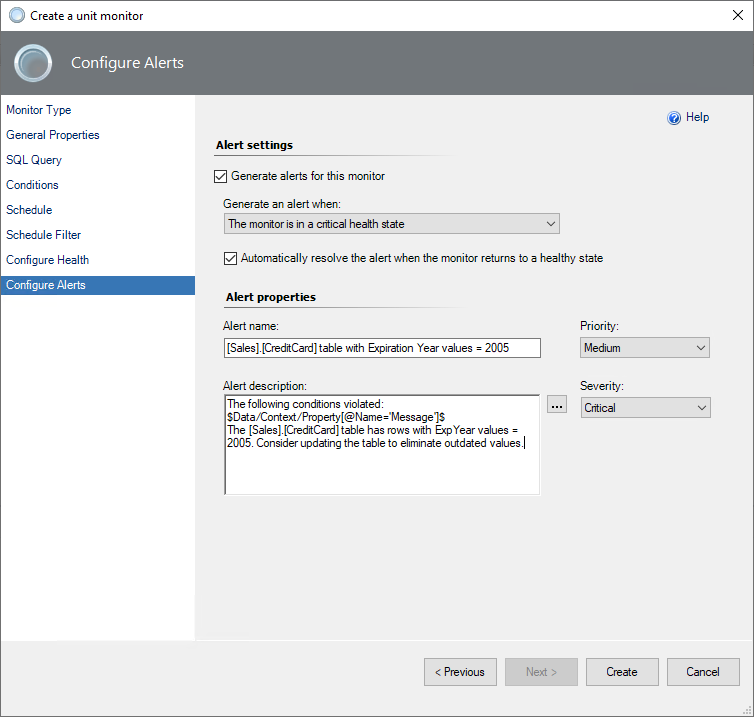 Create a unit monitor
Configure Alerts
Monitor Type
General Properties
SQL Query
Conditions
Schedule
Schedule Filter
Configure Health
Configure Alerts
Help
Alert settings
Generate alerts for this monitor
Generate an alert when:
The monitor is in a critical health state
Automatically resolve the alert when the monitor returns to a healthy state
Alert properties
Alert name:
Priority:
[Sales].[CreditCard] table with Expiration Year values = 2005
Medium
Alert description:
Severity:
The following conditions violated:
$Data/Context/Property[@Name='Message']$
The [Sales].[CreditCard] table has rows with ExpYear values =
2005. Consider updating the table to eliminate outdated values.
...
Critical
< Previous
Next >
Create
Cancel